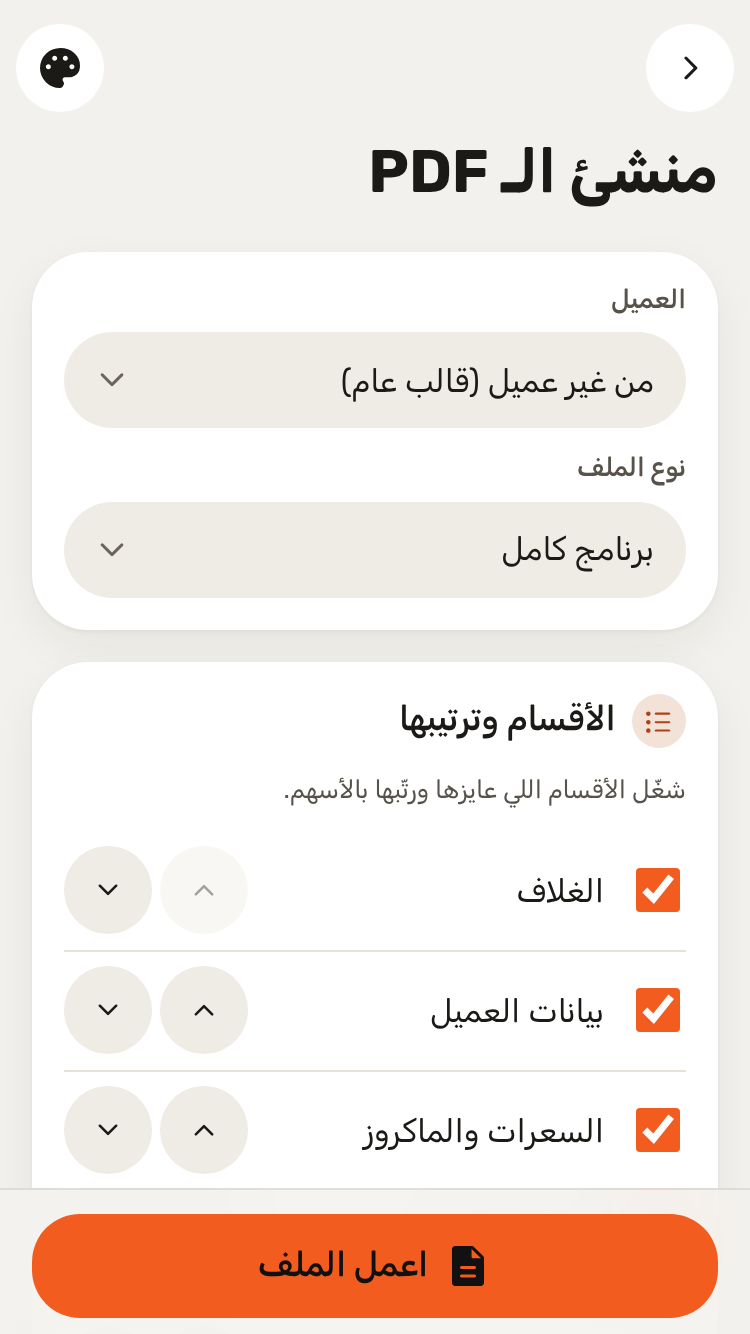 منشئ الـ PDF
العميل
من غير عميل (قالب عام)
نوع الملف
برنامج كامل
الأقسام وترتيبها
شغّل الأقسام اللي عايزها ورتّبها بالأسهم.
الغلاف
بيانات العميل
السعرات والماكروز
اعمل الملف